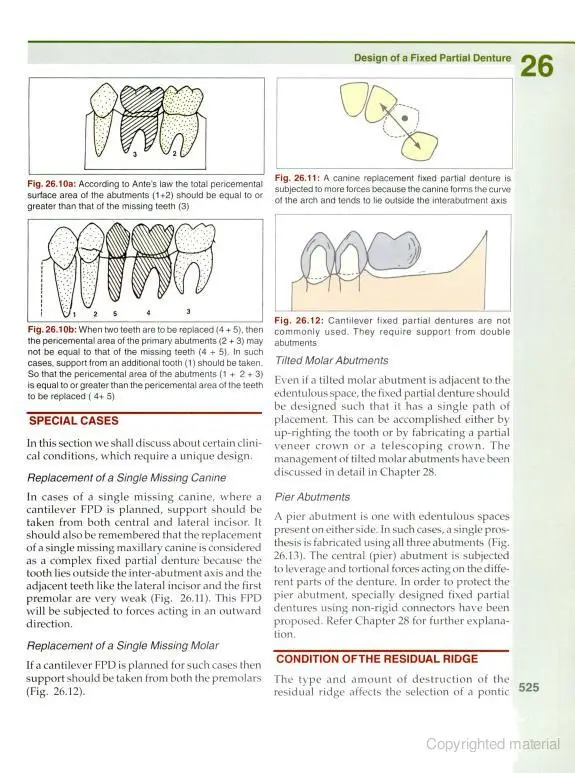 Design of a Fixed Partial Denture 26
3
2
Fig. 26.10a: According to Ante's law the total pericemental
surface area of the abutments (1+2) should be equal to or
greater than that of the missing teeth (3)
1 2 5 4 3
Fig. 26.10b: When two teeth are to be replaced (4 + 5), then
the pericemental area of the primary abutments (2 + 3) may
not be equal to that of the missing teeth (4 + 5). In such
cases, support from an additional tooth (1) should be taken.
So that the pericemental area of the abutments (1 + 2 + 3)
is equal to or greater than the pericemental area of the teeth
to be replaced ( 4+ 5)
SPECIAL CASES
In this section we shall discuss about certain clini-
cal conditions, which require a unique design.
Replacement of a Single Missing Canine
In cases of a single missing canine, where a
cantilever FPD is planned, support should be
taken from both central and lateral incisor. It
should also be remembered that the replacement
of a single missing maxillary canine is considered
as a complex fixed partial denture because the
tooth lies outside the inter-abutment axis and the
adjacent teeth like the lateral incisor and the first
premolar are very weak (Fig. 26.11). This FPD
will be subjected to forces acting in an outward
direction.
Replacement of a Single Missing Molar
If a cantilever FPD is planned for such cases then
support should be taken from both the premolars
(Fig. 26.12).
Fig. 26.11: A canine replacement fixed partial denture is
subjected to more forces because the canine forms the curve
of the arch and tends to lie outside the interabutment axis
Fig. 26.12: Cantilever fixed partial dentures are not
commonly used. They require support from double
abutments
Tilted Molar Abutments
Even if a tilted molar abutment is adjacent to the
edentulous space, the fixed partial denture should
be designed such that it has a single path of
placement. This can be accomplished either by
up-righting the tooth or by fabricating a partial
veneer crown or a telescoping crown. The
management of tilted molar abutments have been
discussed in detail in Chapter 28.
Pier Abutments
A pier abutment is one with edentulous spaces
present on either side. In such cases, a single pros-
thesis is fabricated using all three abutments (Fig.
26.13). The central (pier) abutment is subjected
to leverage and tortional forces acting on the diffe-
rent parts of the denture. In order to protect the
pier abutment, specially designed fixed partial
dentures using non-rigid connectors have been
proposed. Refer Chapter 28 for further explana-
tion.
CONDITION OF THE RESIDUAL RIDGE
The type and amount of destruction of the
residual ridge affects the selection of a pontic
525
Copyrighted material